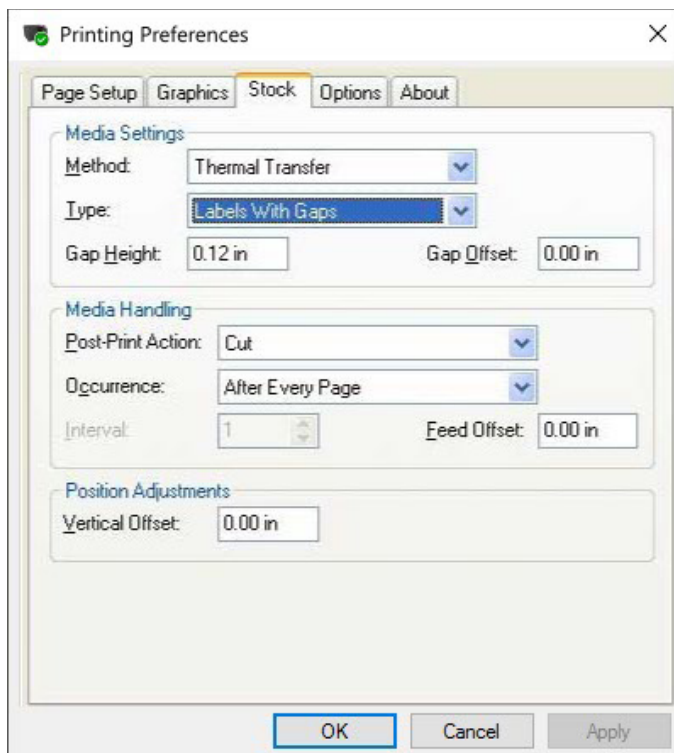 Printing Preferences
Page Setup Graphics Stock Options About
Media Settings
Method: Thermal Transfer
Type: Labels With Gaps
Gap Height: 0.12 in Gap Offset: 0.00 in
Media Handling
Post-Print Action: Cut
Occurrence: After Every Page
Interval: 1 Feed Offset: 0.00 in
Position Adjustments
Vertical Offset: 0.00 in
OK Cancel Apply